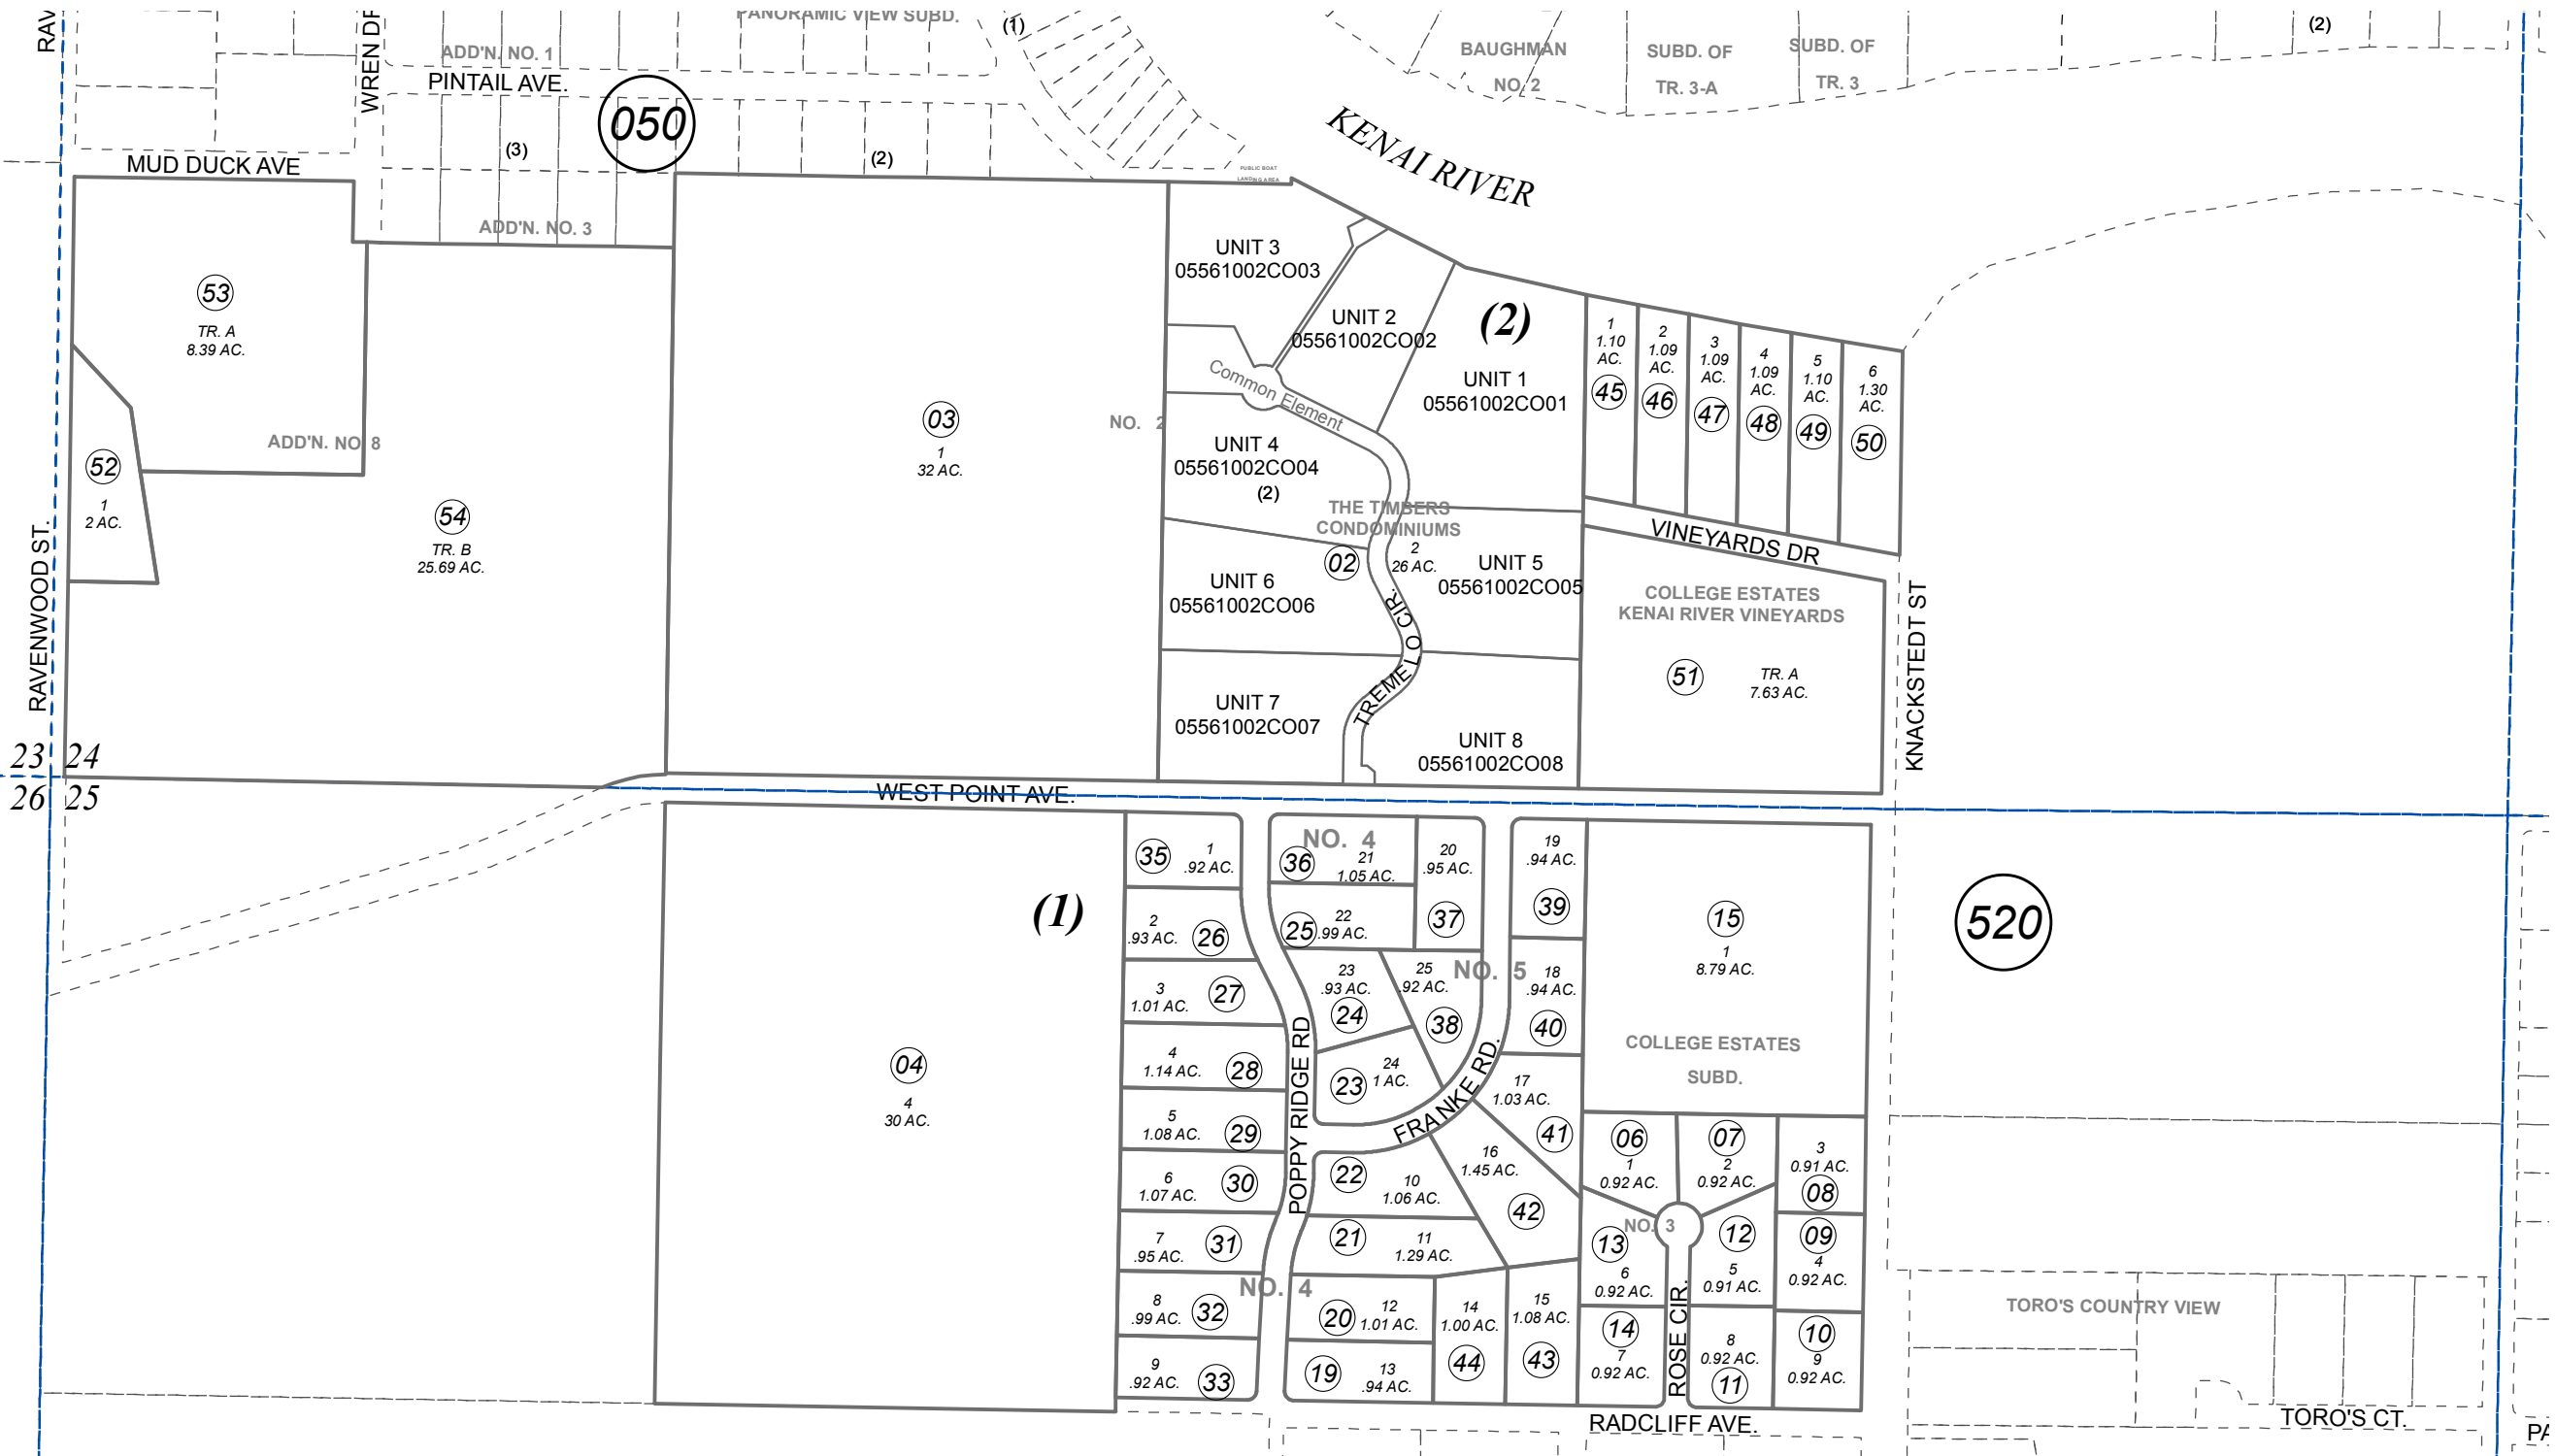 RAV
WREN DR
ADD'N. NO. 1
PINTAIL AVE.
PANORAMIC VIEW SUBD.
(1)
BAUGHMAN
NO. 2
SUBD. OF
TR. 3-A
SUBD. OF
TR. 3
(2)
050
(3)
(2)
MUD DUCK AVE
ADD'N. NO. 3
PUBLIC BOAT
LANDING AREA
KENAI RIVER
53
TR. A
8.39 AC.
ADD'N. NO. 8
52
1
2 AC.
54
TR. B
25.69 AC.
RAVENWOOD ST.
03
1
32 AC.
NO. 2
UNIT 3
05561002CO03
UNIT 2
05561002CO02
(2)
UNIT 1
05561002CO01
Common Element
UNIT 4
05561002CO04
(2)
THE TIMBERS
CONDOMINIUMS
02
2
26 AC.
UNIT 5
05561002CO05
UNIT 6
05561002CO06
TREMELO CIR.
UNIT 7
05561002CO07
UNIT 8
05561002CO08
1
1.10
AC.
45
2
1.09
AC.
46
3
1.09
AC.
47
4
1.09
AC.
48
5
1.10
AC.
49
6
1.30
AC.
50
VINEYARDS DR
COLLEGE ESTATES
KENAI RIVER VINEYARDS
51
TR. A
7.63 AC.
KNACKSTEDT ST
23 24
26 25
WEST POINT AVE.
04
4
30 AC.
(1)
35
1
.92 AC.
2
.93 AC.
26
3
1.01 AC.
27
4
1.14 AC.
28
5
1.08 AC.
29
6
1.07 AC.
30
7
.95 AC.
31
8
.99 AC.
32
9
.92 AC.
33
POPPY RIDGE RD
NO. 4
NO. 4
36
21
1.05 AC.
20
.95 AC.
37
25
22
.99 AC.
23
.93 AC.
24
25
.92 AC.
38
NO. 5
23
24
1 AC.
FRANKE RD.
19
.94 AC.
39
18
.94 AC.
40
17
1.03 AC.
41
16
1.45 AC.
42
22
10
1.06 AC.
21
11
1.29 AC.
20
12
1.01 AC.
19
13
.94 AC.
14
1.00 AC.
44
15
1.08 AC.
43
15
1
8.79 AC.
COLLEGE ESTATES
SUBD.
06
1
0.92 AC.
07
2
0.92 AC.
3
0.91 AC.
08
NO. 3
13
6
0.92 AC.
12
5
0.91 AC.
09
4
0.92 AC.
14
7
0.92 AC.
ROSE CIR.
8
0.92 AC.
11
10
9
0.92 AC.
RADCLIFF AVE.
520
TORO'S COUNTRY VIEW
TORO'S CT.
PA